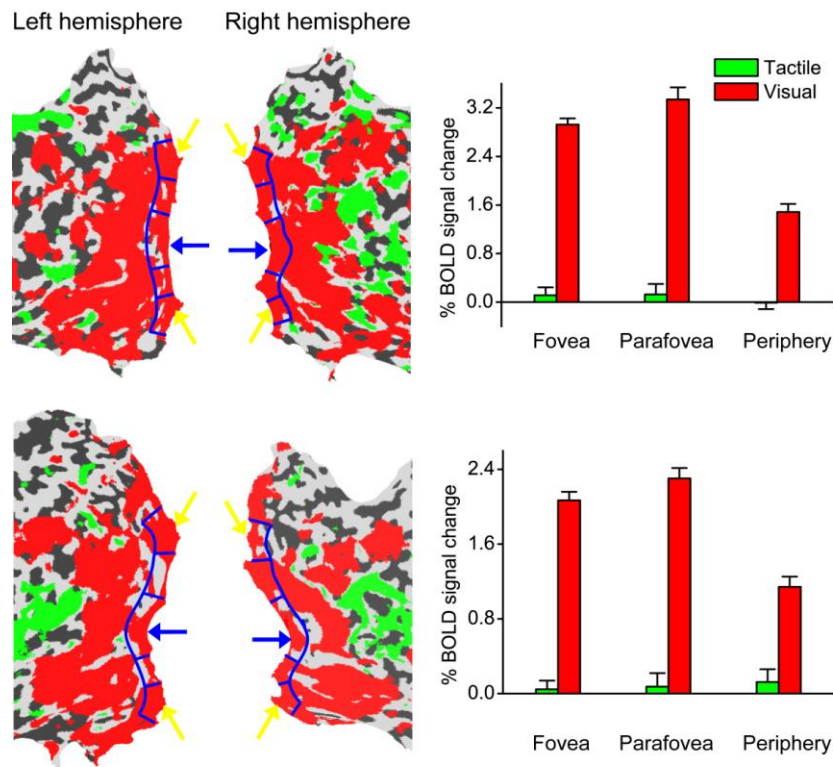 Left hemisphere
Right hemisphere
Tactile
Visual
% BOLD signal change
3.2
2.4
1.6
0.8
0.0
Fovea Parafovea Periphery
% BOLD signal change
2.4
1.6
0.8
0.0
Fovea Parafovea Periphery